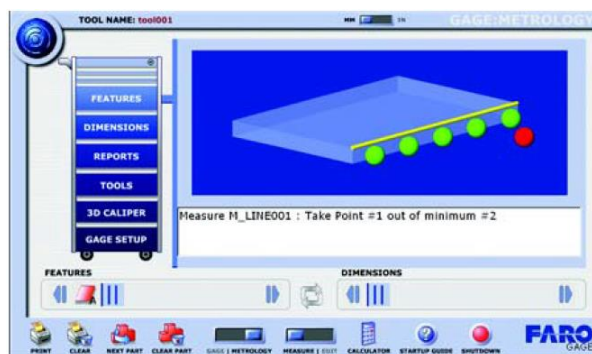 TOOL NAME: tool001
MM IN
GAGE:METROLOGY
FEATURES
DIMENSIONS
REPORTS
TOOLS
3D CALIPER
GAGE SETUP
Measure M_LINE001 : Take Point #1 out of minimum #2
FEATURES
DIMENSIONS
A
PRINT
CLEAR
NEXT PART
CLEAR PART
GAGE | METROLOGY
MEASURE | EDIT
CALCULATOR
STARTUP GUIDE
SHUTDOWN
FARO
GAGE